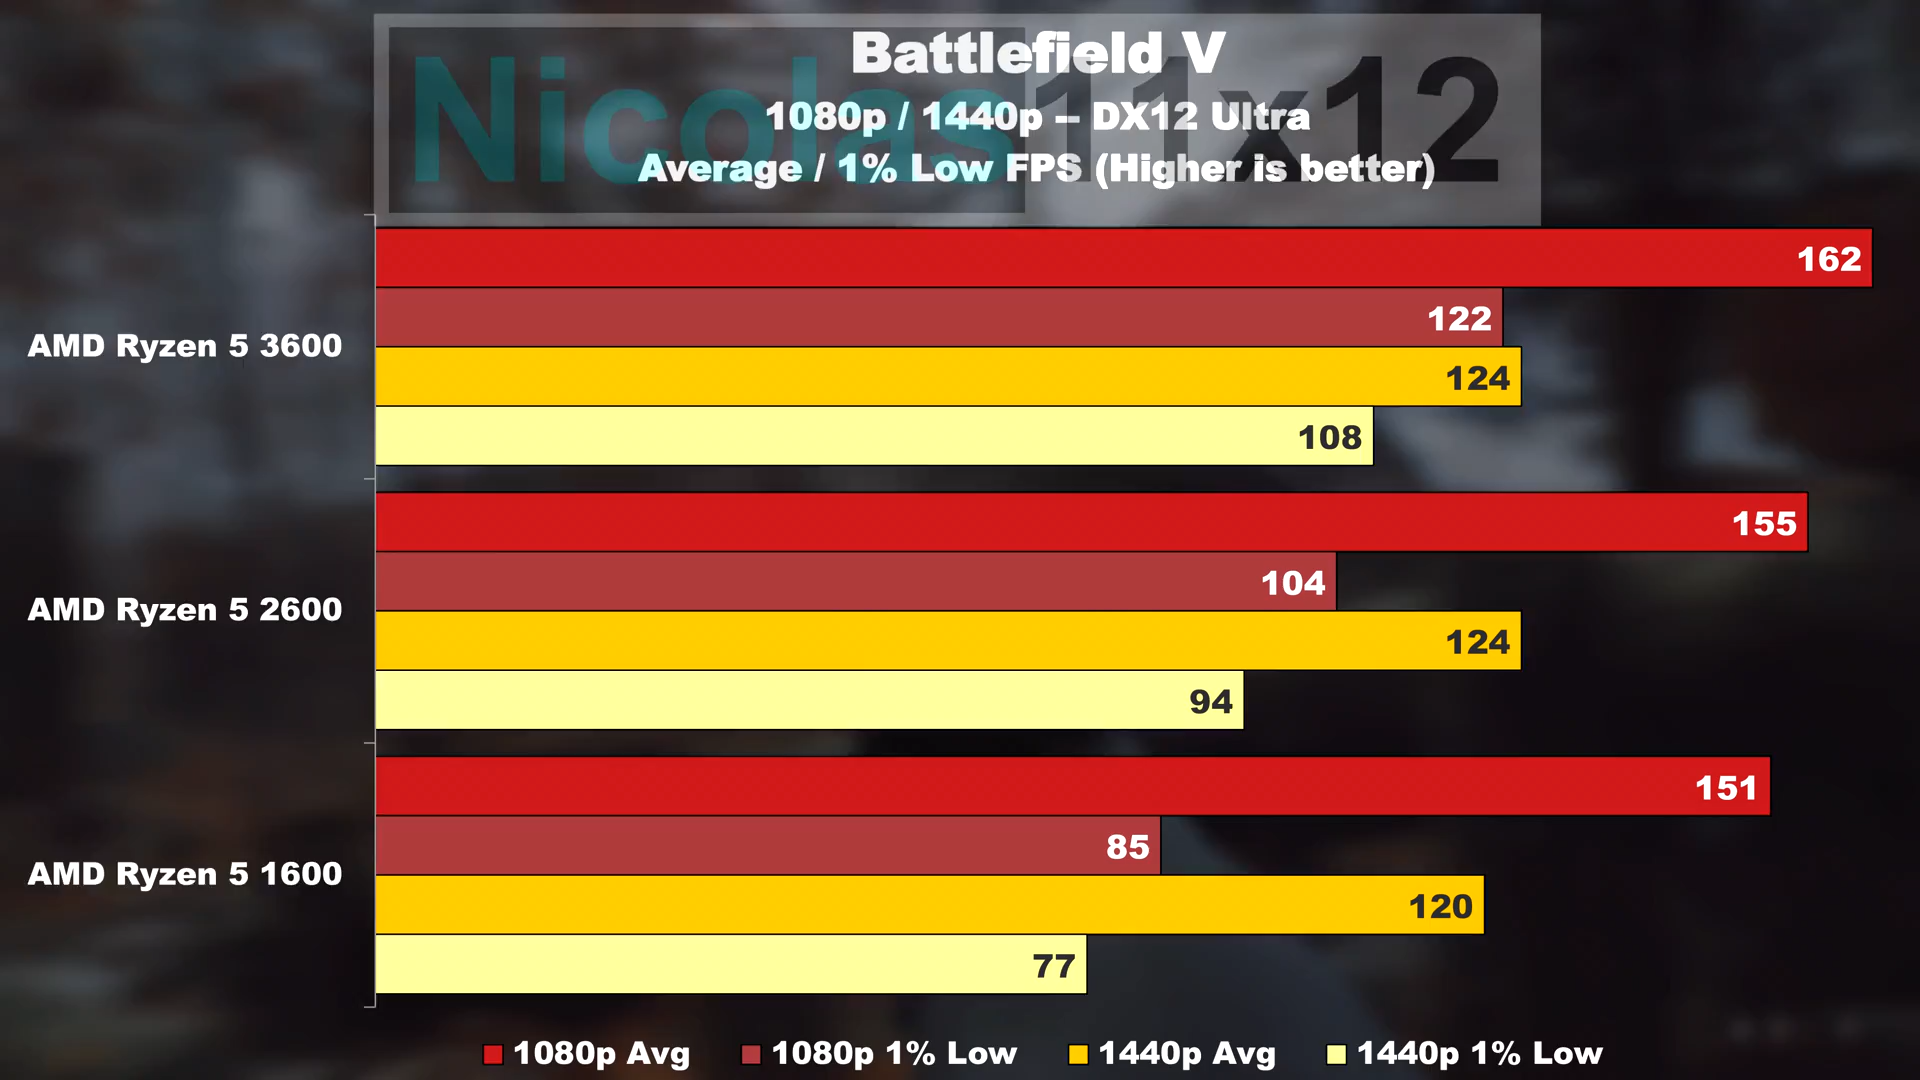 Nicolas11x12
Battlefield V
1080p / 1440p – DX12 Ultra
Average / 1% Low FPS (Higher is better)
AMD Ryzen 5 3600
162
122
124
108
AMD Ryzen 5 2600
155
104
124
94
AMD Ryzen 5 1600
151
85
120
77
1080p Avg 1080p 1% Low 1440p Avg 1440p 1% Low